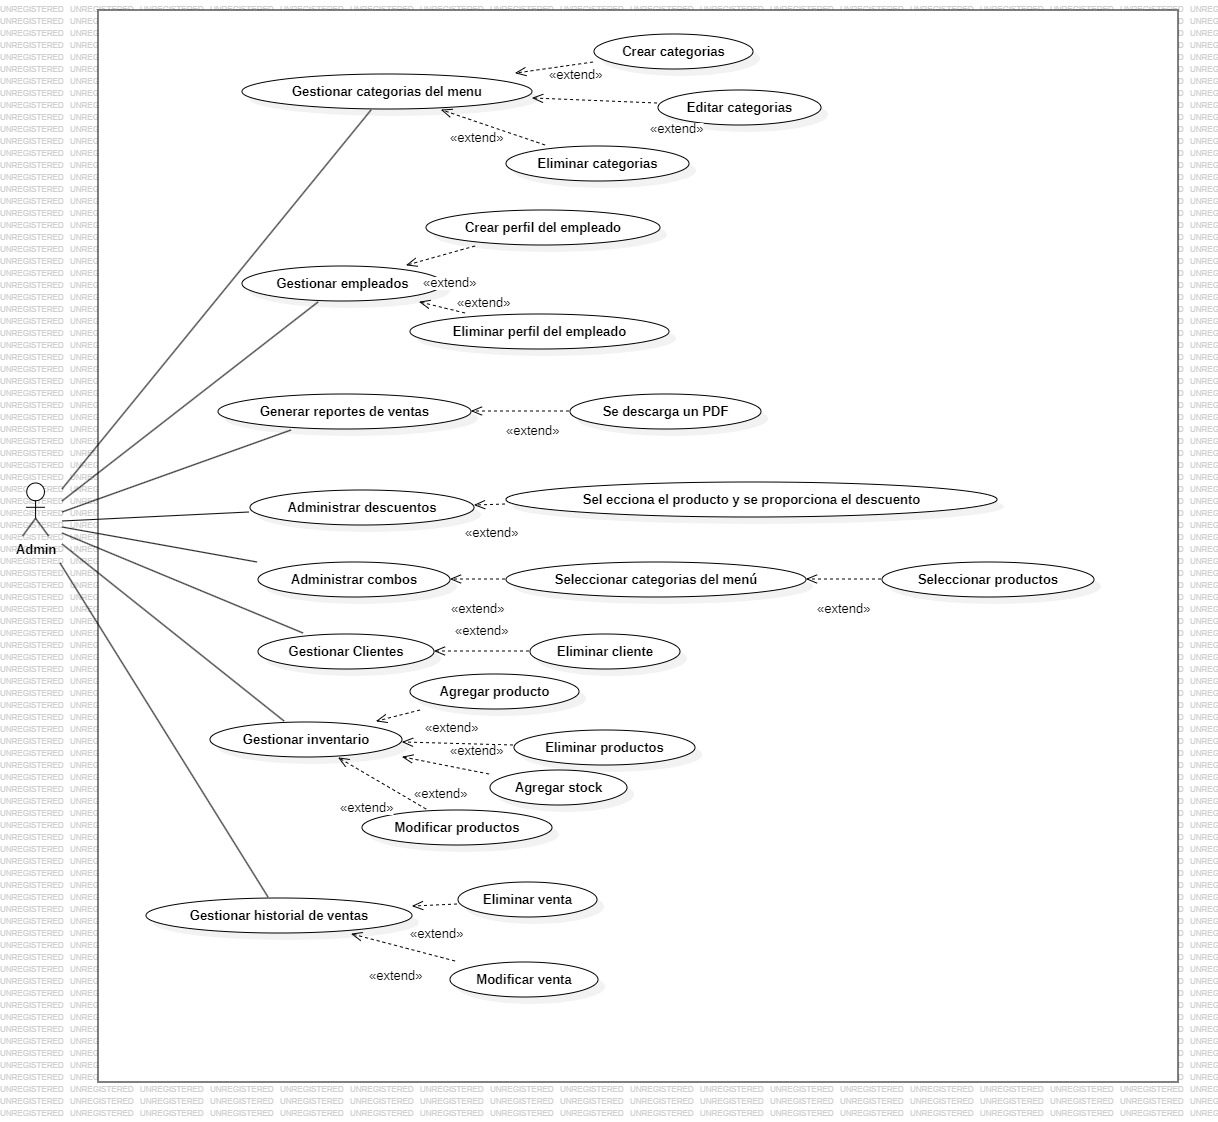 Crear categorias
«extend»
Gestionar categorias del menu
Editar categorias
«extend»
«extend»
Eliminar categorias
Crear perfil del empleado
Gestionar empleados
«extend»
«extend»
Eliminar perfil del empleado
Generar reportes de ventas
Se descarga un PDF
«extend»
Administrar descuentos
Sel ecciona el producto y se proporciona el descuento
«extend»
Admin
Administrar combos
Seleccionar categorias del menú
Seleccionar productos
«extend»
«extend»
«extend»
Gestionar Clientes
Eliminar cliente
Agregar producto
«extend»
Gestionar inventario
Eliminar productos
«extend»
Agregar stock
«extend»
«extend»
Modificar productos
Eliminar venta
Gestionar historial de ventas
«extend»
«extend»
Modificar venta
UNREGISTERED